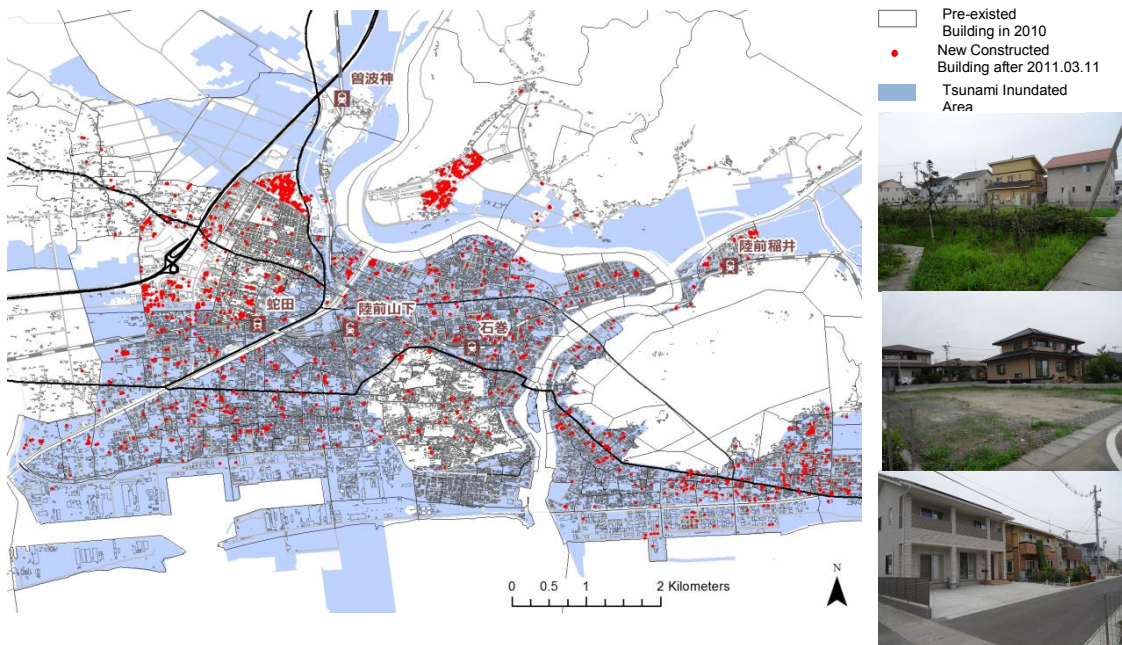 Pre-existed
Building in 2010
New Constructed
Building after 2011.03.11
Tsunami Inundated
Area
曽波神
陸前稲井
蛇田
陸前山下
石巻
N
0 0.5 1 2 Kilometers